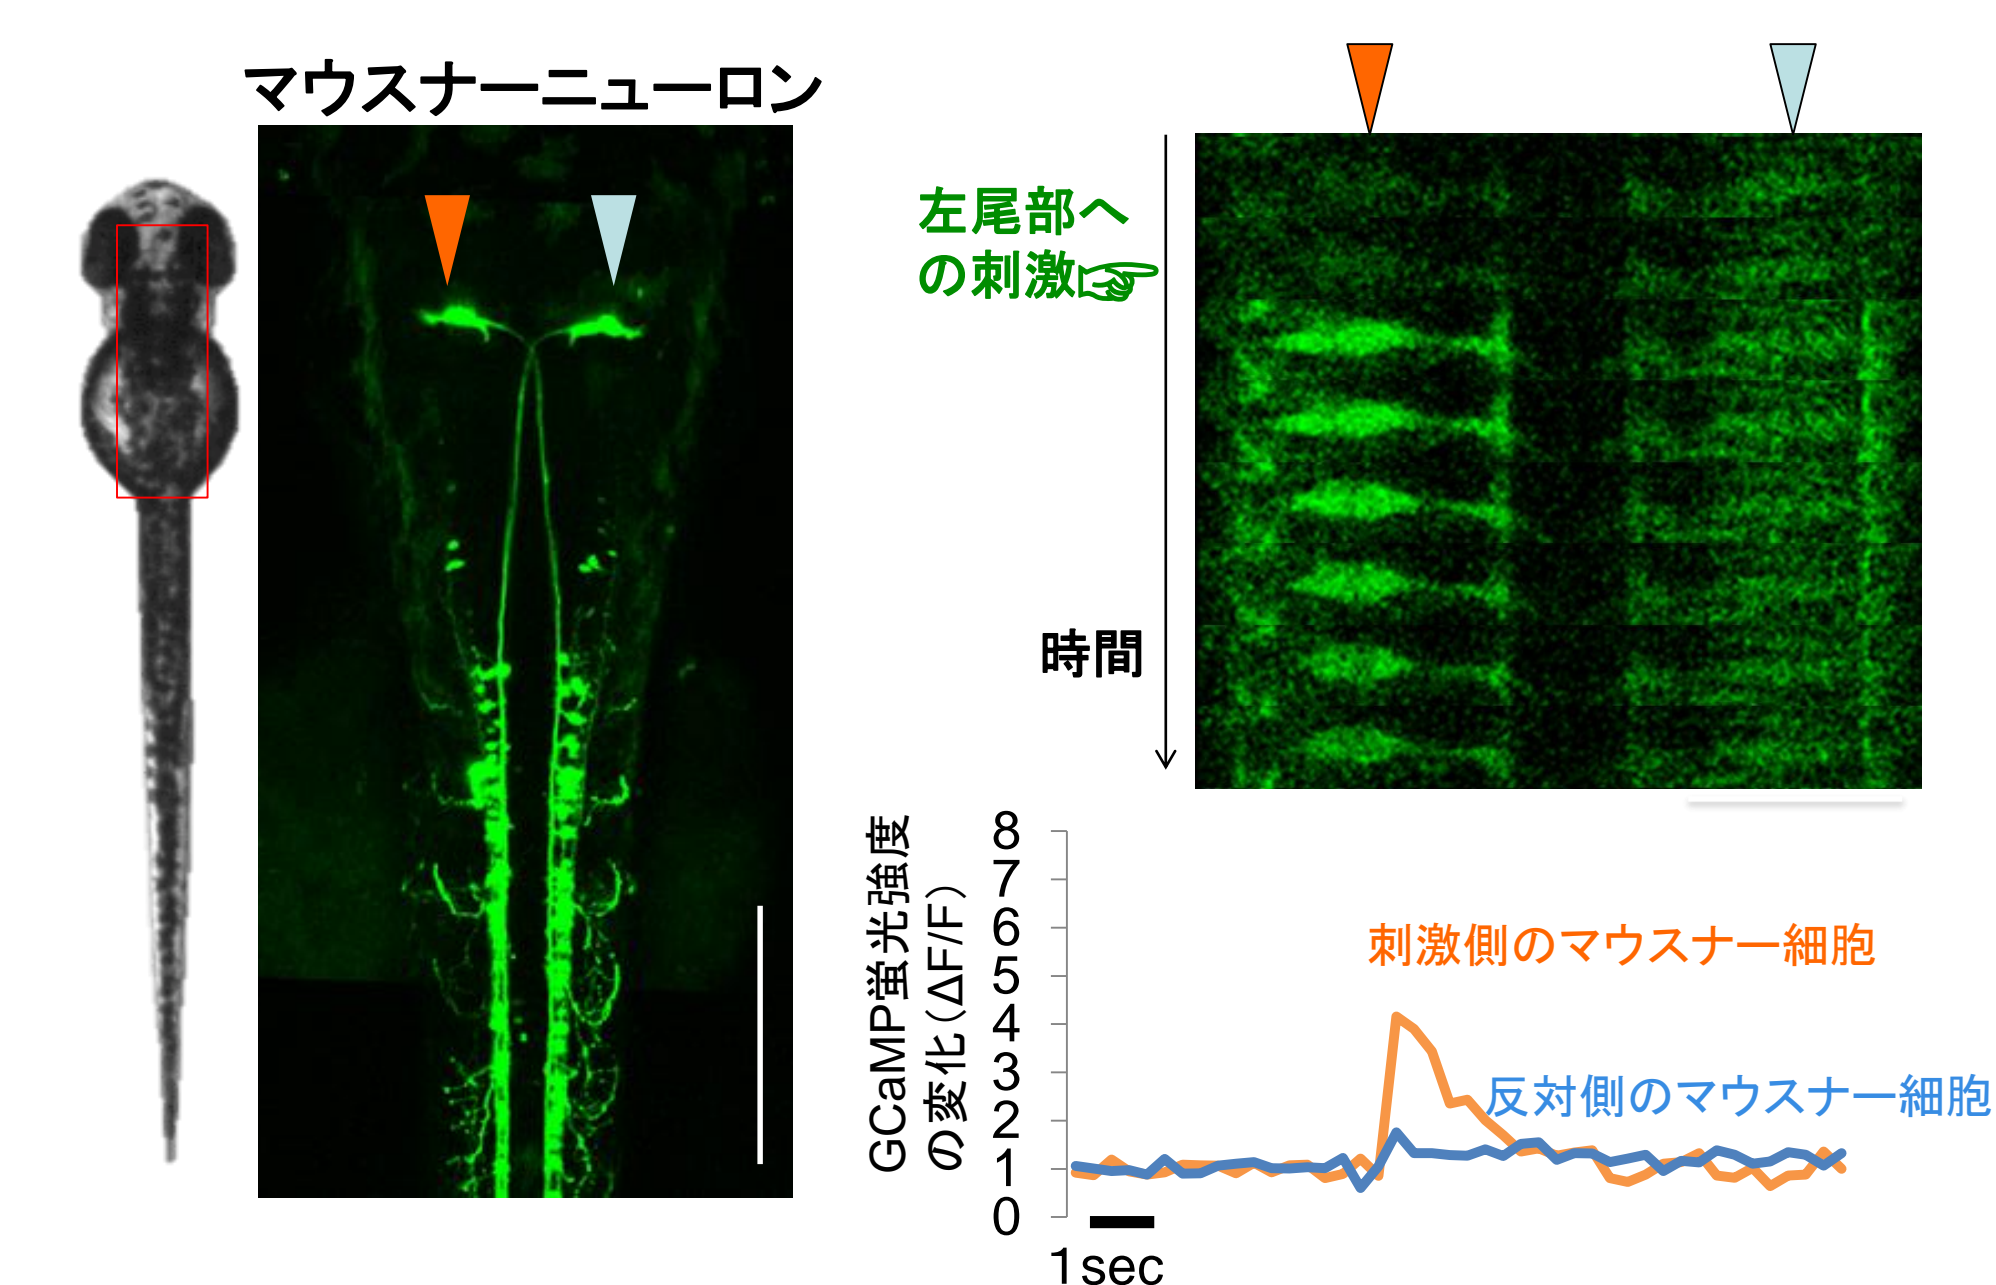 マウスナーニューロン
左尾部へ
の刺激☞
時間
GCaMP蛍光強度
の変化(ΔF/F)
8
7
6
5
4
3
2
1
0
刺激側のマウスナー細胞
反対側のマウスナー細胞
1sec